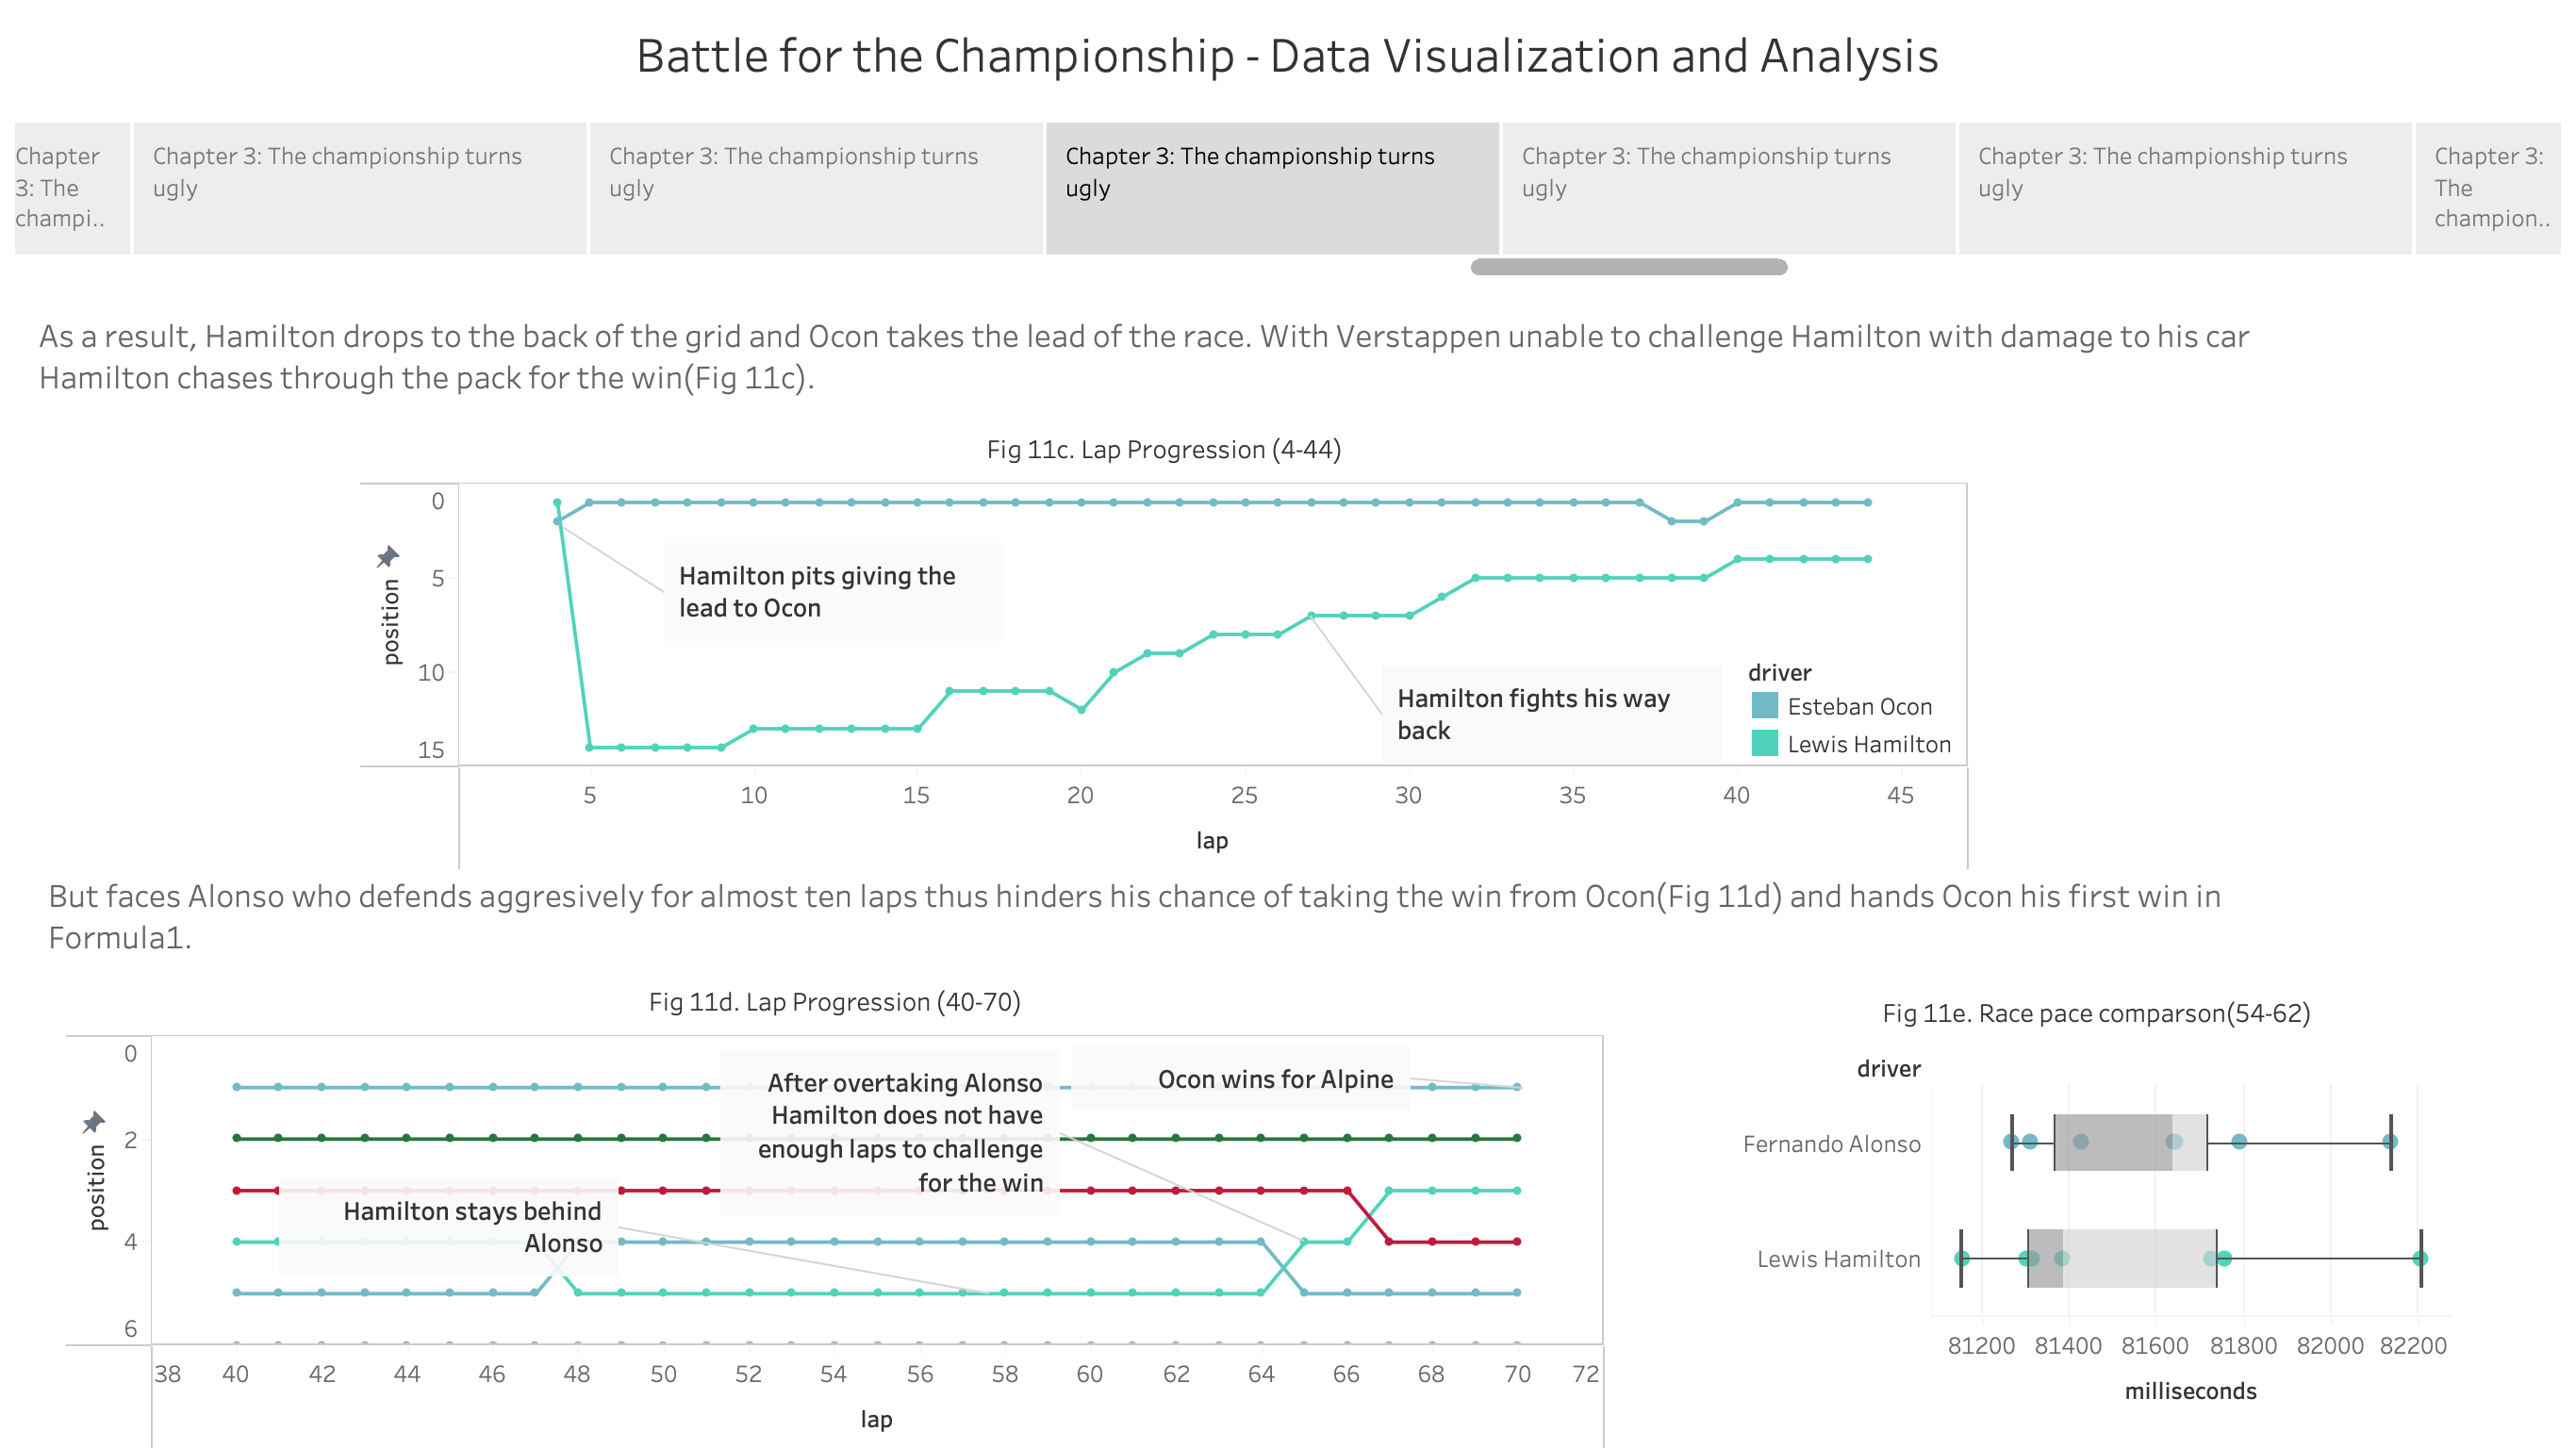 Battle for the Championship - Data Visualization and Analysis
Chapter
3: The
champi..
Chapter 3: The championship turns
ugly
Chapter 3: The championship turns
ugly
Chapter 3: The championship turns
ugly
Chapter 3: The championship turns
ugly
Chapter 3: The championship turns
ugly
Chapter 3:
The
champion..
As a result, Hamilton drops to the back of the grid and Ocon takes the lead of the race. With Verstappen unable to challenge Hamilton with damage to his car
Hamilton chases through the pack for the win(Fig 11c).
Fig 11c. Lap Progression (4-44)
0
5
10
15
position
Hamilton pits giving the
lead to Ocon
Hamilton fights his way
back
driver
Esteban Ocon
Lewis Hamilton
5 10 15 20 25 30 35 40 45
lap
But faces Alonso who defends aggresively for almost ten laps thus hinders his chance of taking the win from Ocon(Fig 11d) and hands Ocon his first win in
Formula1.
Fig 11d. Lap Progression (40-70)
0
2
4
6
position
After overtaking Alonso
Hamilton does not have
enough laps to challenge
for the win
Ocon wins for Alpine
Hamilton stays behind
Alonso
38 40 42 44 46 48 50 52 54 56 58 60 62 64 66 68 70 72
lap
Fig 11e. Race pace comparson(54-62)
driver
Fernando Alonso
Lewis Hamilton
81200 81400 81600 81800 82000 82200
milliseconds